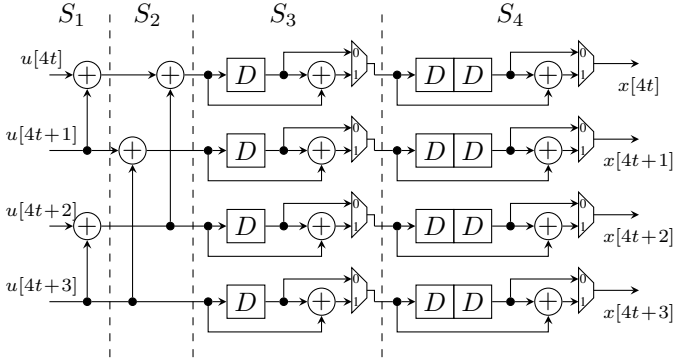 S1 S2 S3 S4
u[4t] D 0 1 D D 0 1 x[4t]
u[4t+1] D 0 1 D D 0 1 x[4t+1]
u[4t+2] D 0 1 D D 0 1 x[4t+2]
u[4t+3] D 0 1 D D 0 1 x[4t+3]